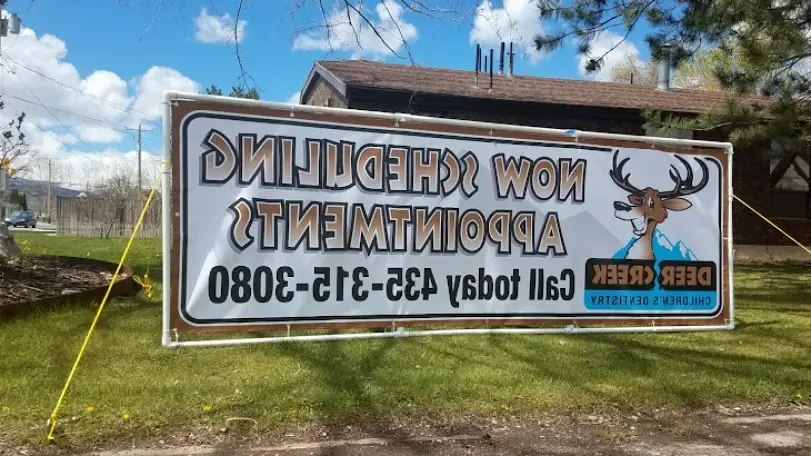 NOW SCHEDULING
APPOINTMENTS
Call today 435-315-3080
DEER CREEK
CHILDREN'S DENTISTRY